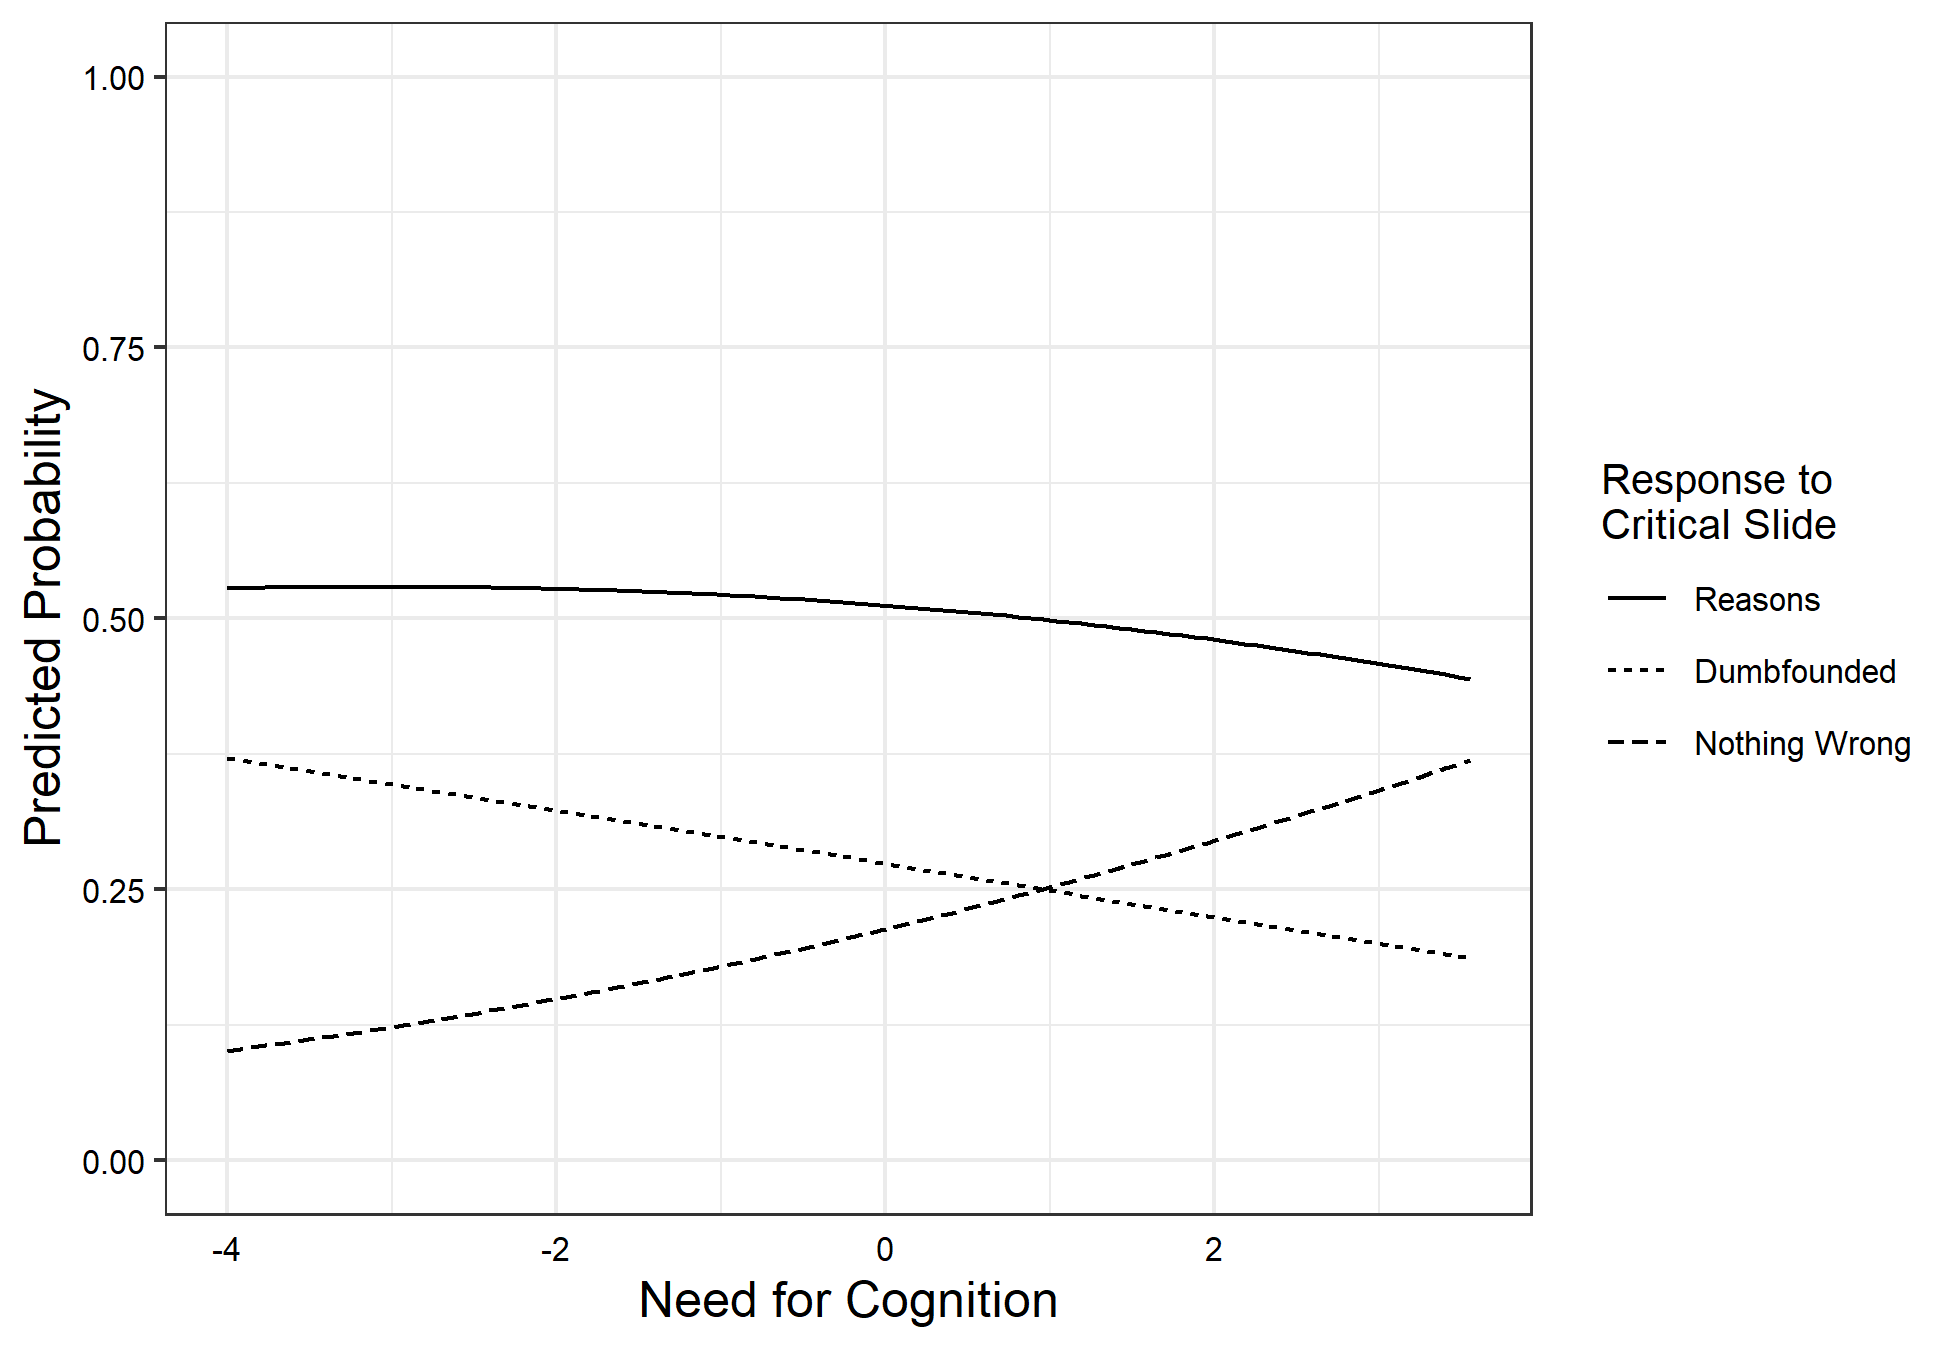 1.00
0.75
0.50
0.25
0.00
Predicted Probability
-4
-2
0
2
Need for Cognition
Response to
Critical Slide
Reasons
Dumbfounded
Nothing Wrong